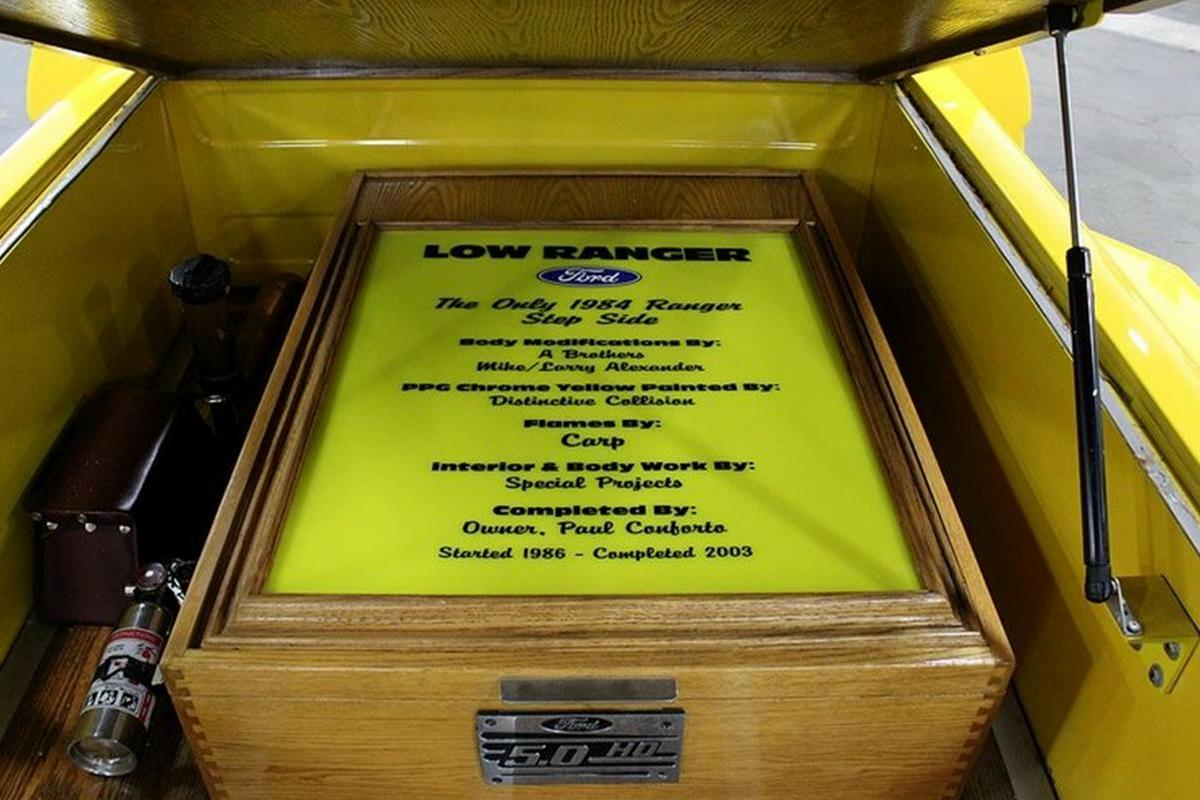 LOW RANGER
Ford
The Only 1984 Ranger
Step Side
Body Modifications By:
A Brothers
Mike/Larry Alexander
PPG Chrome Yellow Painted By:
Distinctive Collision
Flames By:
Carp
Interior & Body Work By:
Special Projects
Completed By:
Owner, Paul Conforto
Started 1986 - Completed 2003
Ford
5.0 HO